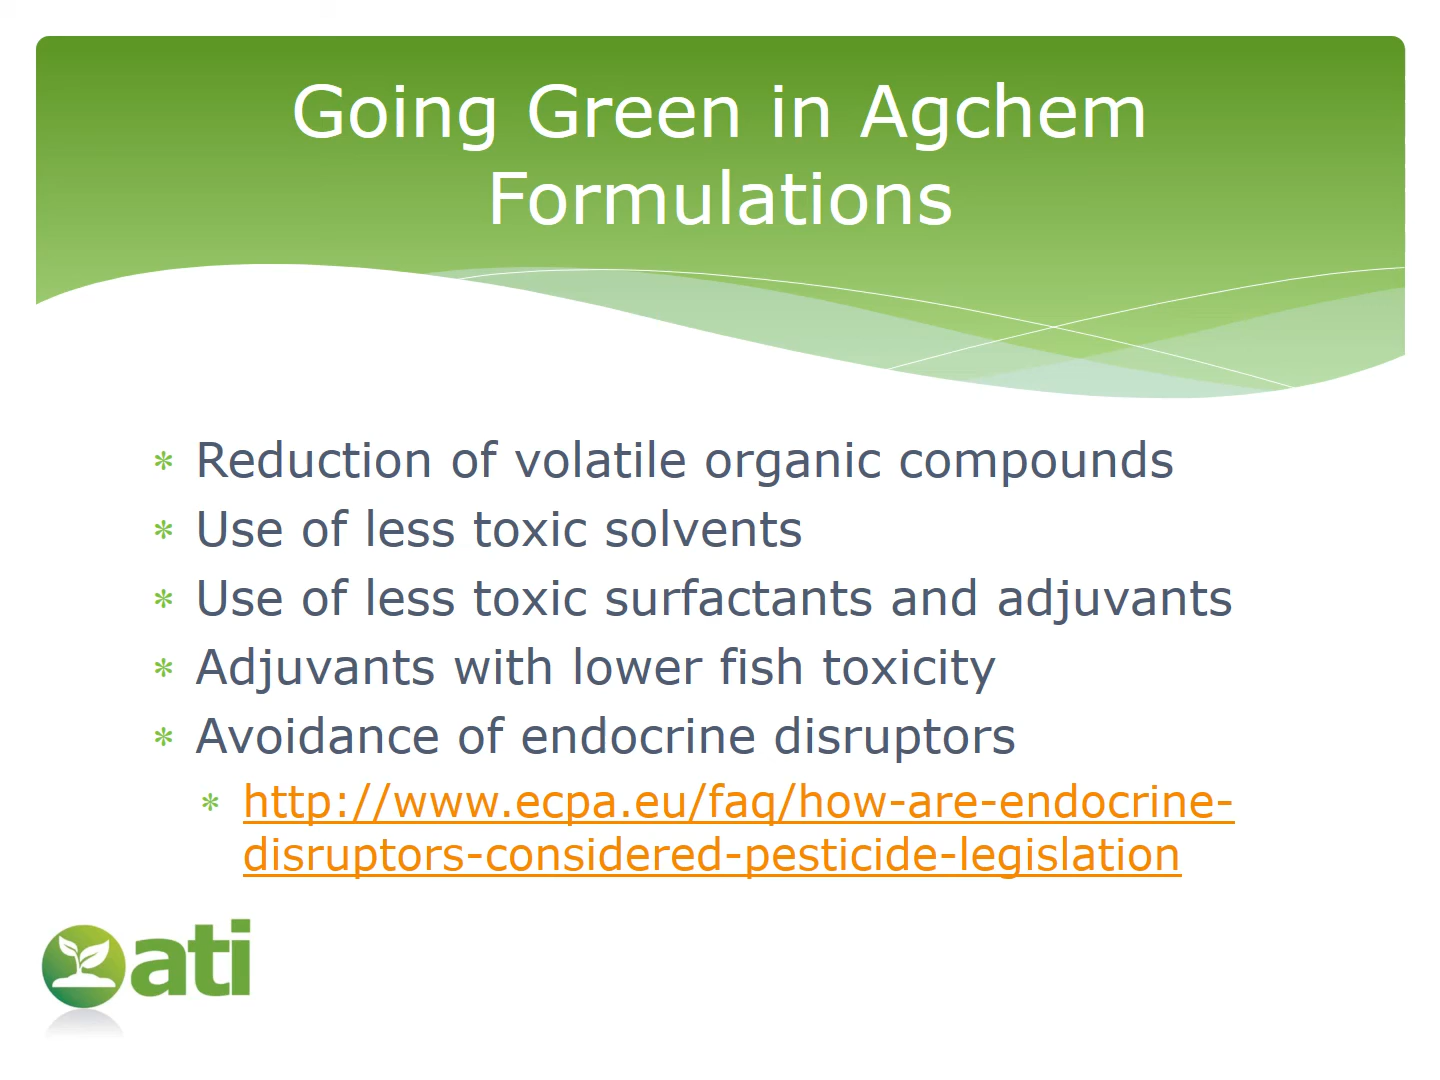 Going Green in Agchem
Formulations
* Reduction of volatile organic compounds
* Use of less toxic solvents
* Use of less toxic surfactants and adjuvants
* Adjuvants with lower fish toxicity
* Avoidance of endocrine disruptors
* http://www.ecpa.eu/faq/how-are-endocrine-
disruptors-considered-pesticide-legislation
ati